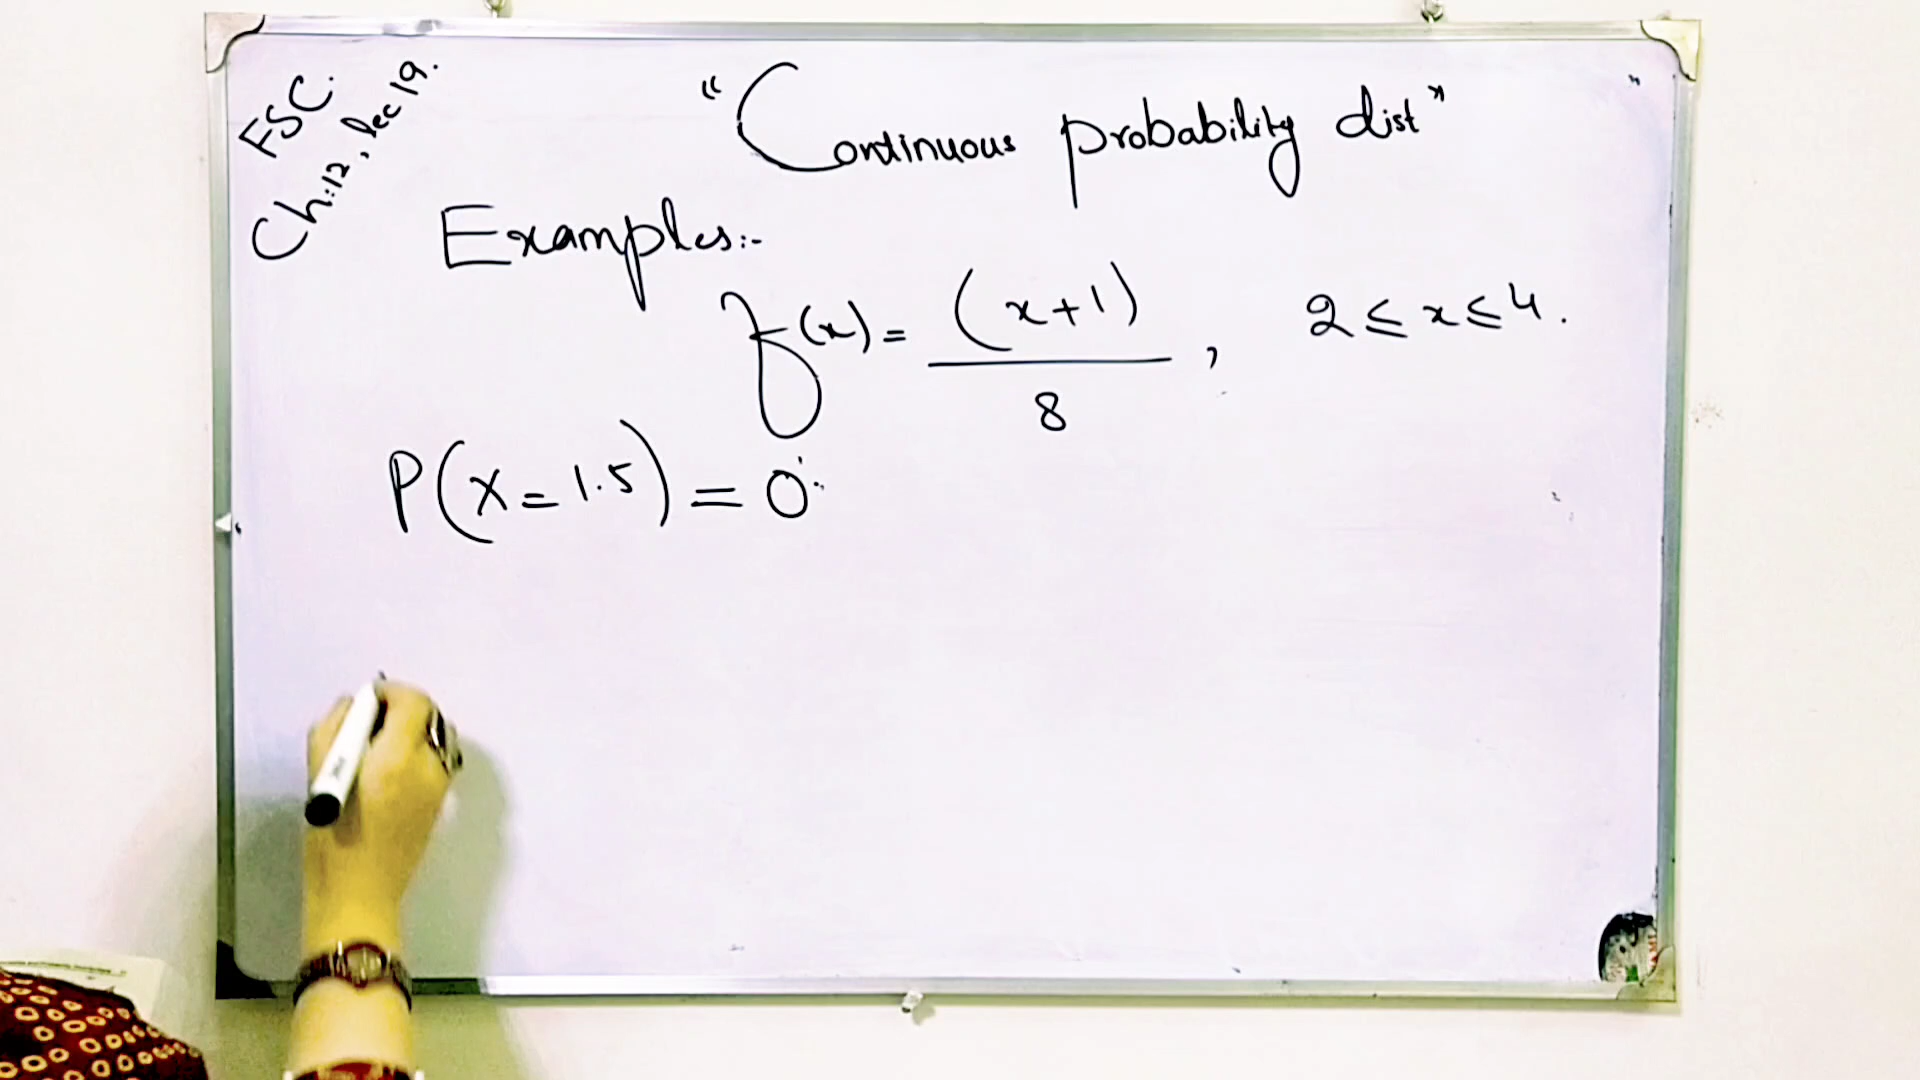 FSC.
Ch:12, lec 19.
"Continuous probability dist"
Examples:-
f(x) = (x+1) / 8 , 2 ≤ x ≤ 4.
P(X = 1.5) = 0